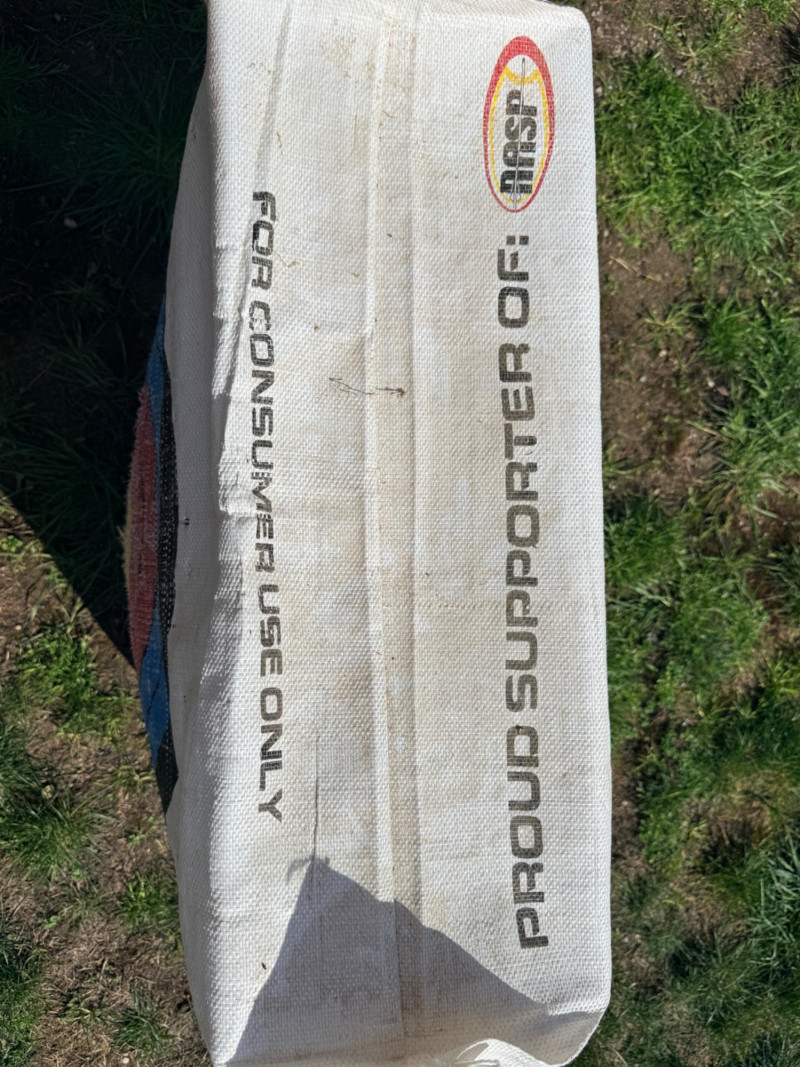 PROUD SUPPORTER OF: NASP
FOR CONSUMER USE ONLY